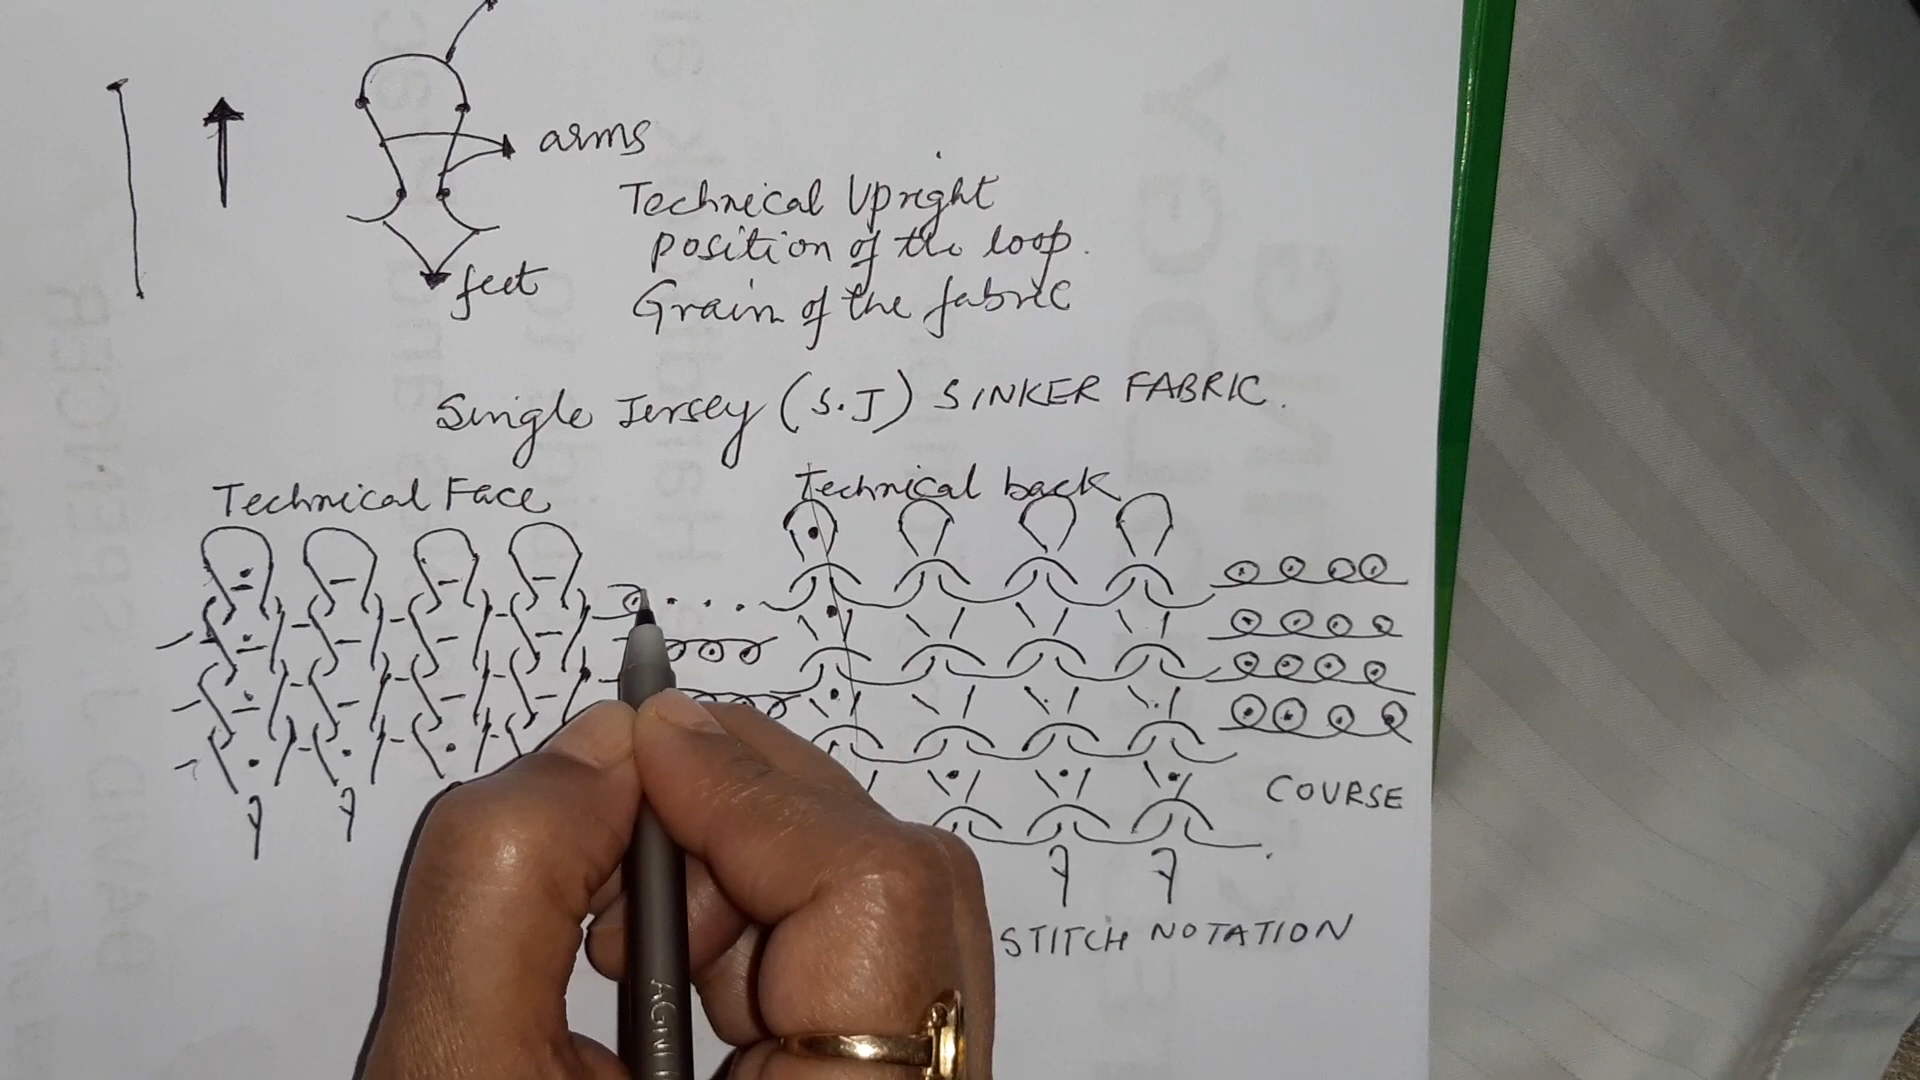 arms
Technical Upright
position of the loop.
feet
Grain of the fabric
Single Jersey (S.J) SINKER FABRIC.
Technical Face
Technical back
COURSE
STITCH NOTATION